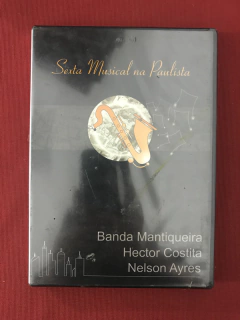 Sexta Musical na Paulista
Banda Mantiqueira
Hector Costita
Nelson Ayres